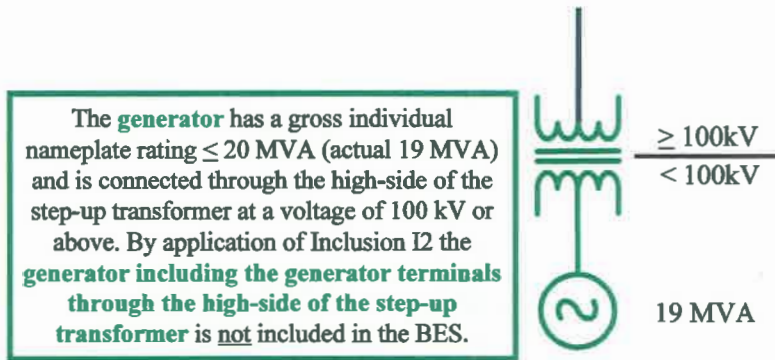 The generator has a gross individual
nameplate rating ≤ 20 MVA (actual 19 MVA)
and is connected through the high-side of the
step-up transformer at a voltage of 100 kV or
above. By application of Inclusion I2 the
generator including the generator terminals
through the high-side of the step-up
transformer is not included in the BES.
≥ 100kV
< 100kV
19 MVA